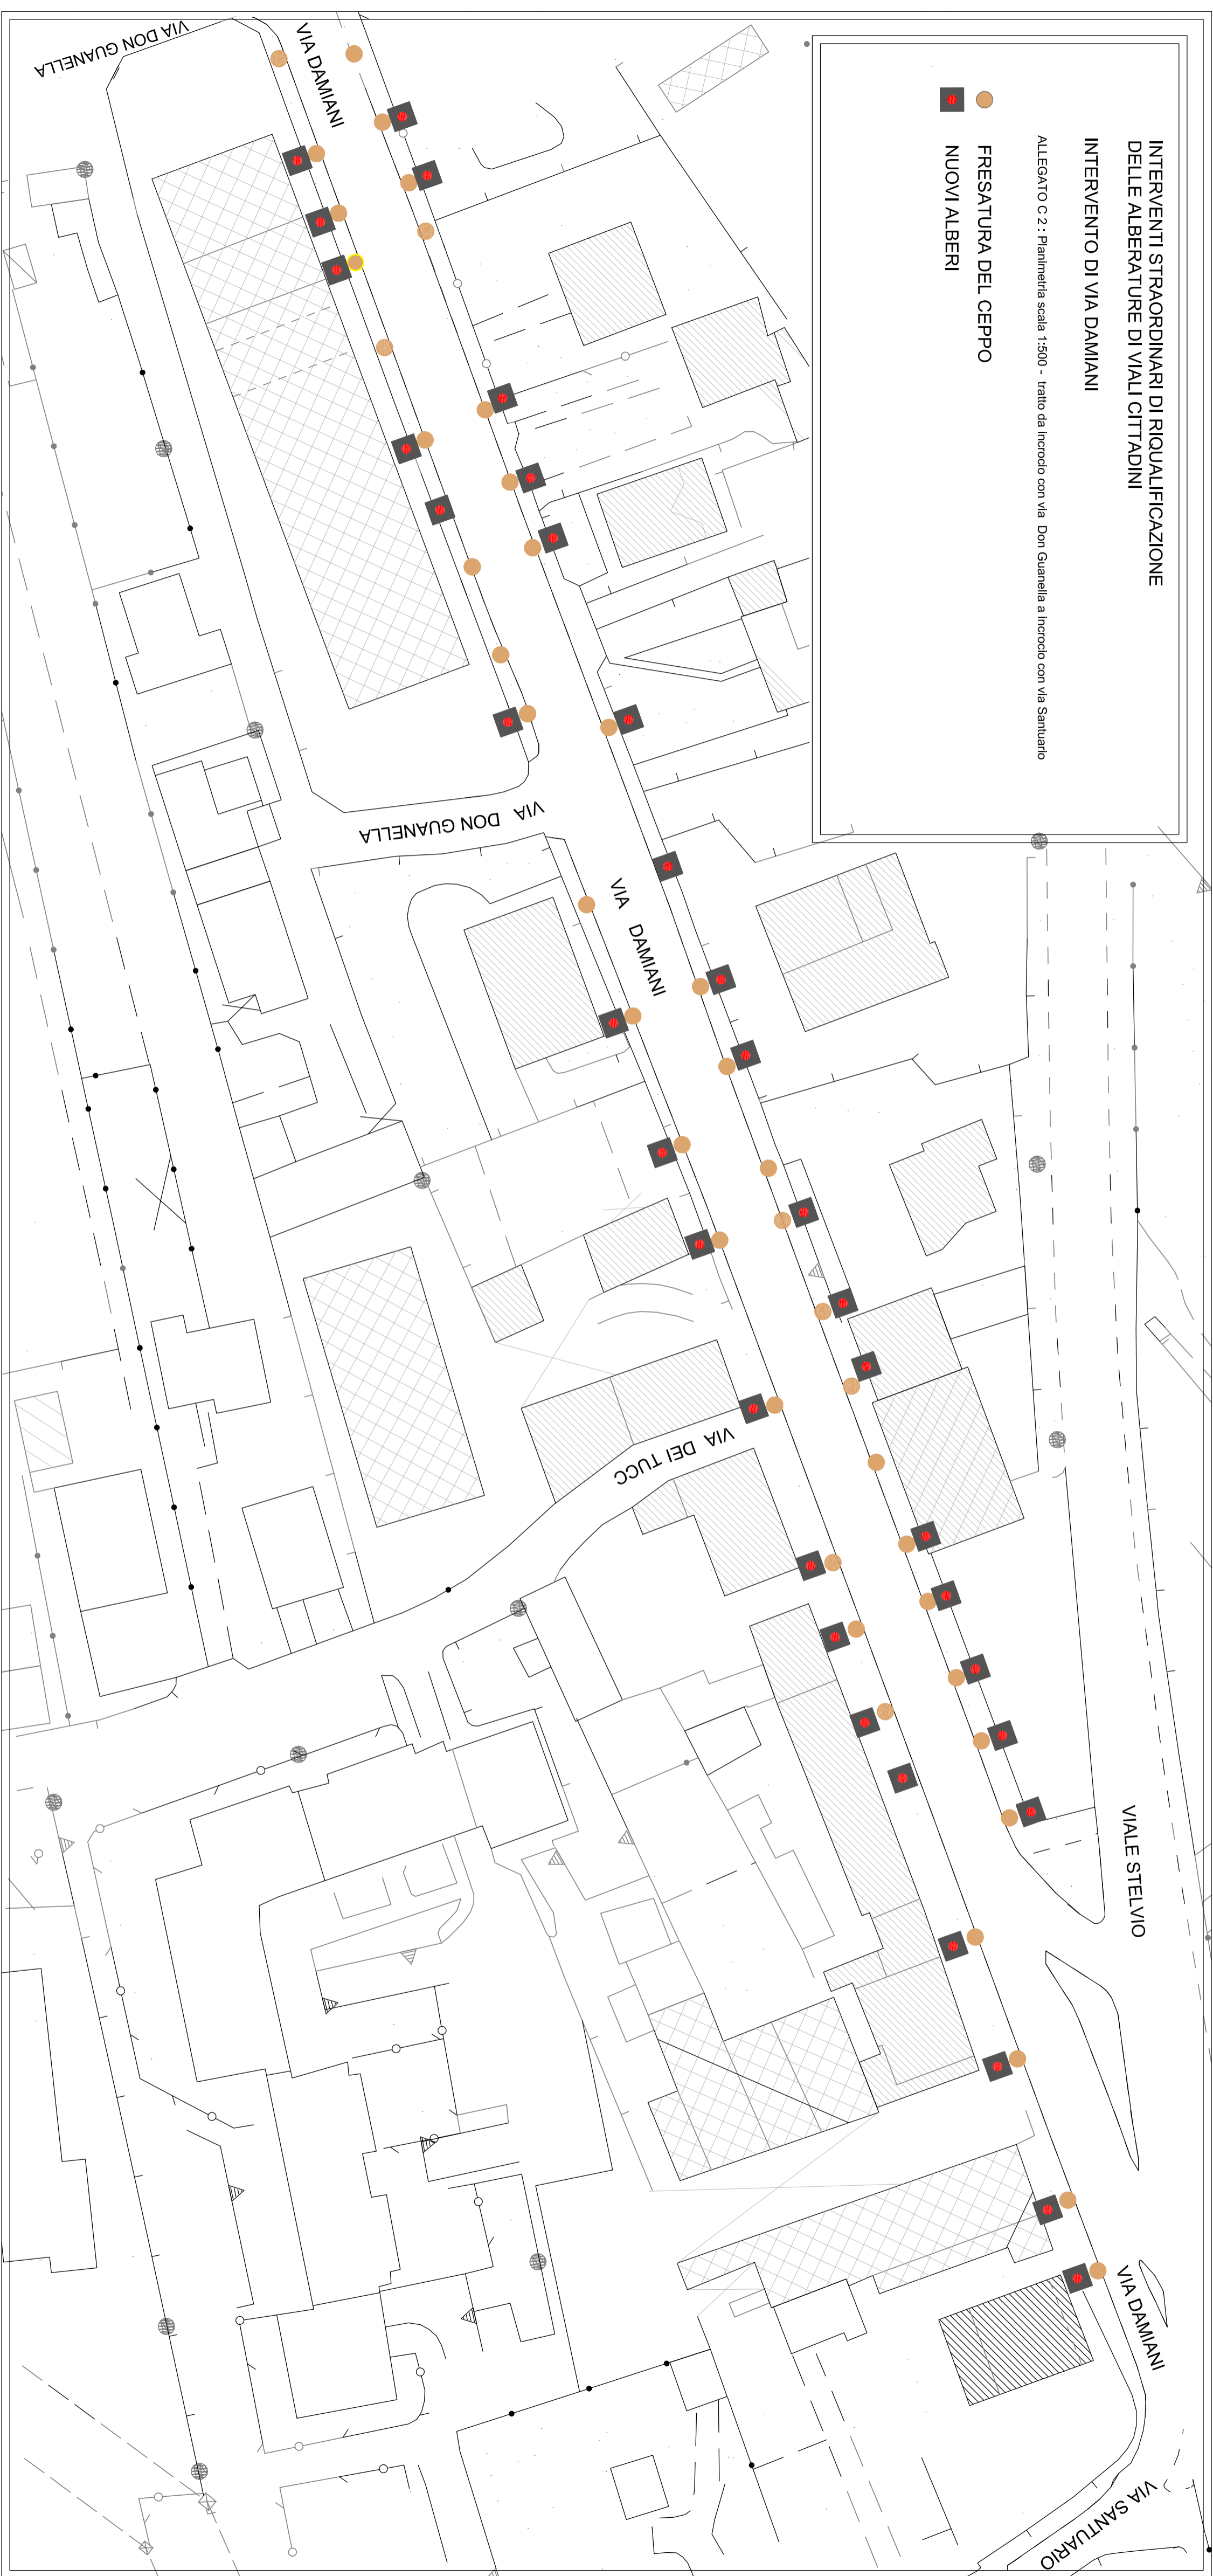 INTERVENTI STRAORDINARI DI RIQUALIFICAZIONE
DELLE ALBERATURE DI VIALI CITTADINI
INTERVENTO DI VIA DAMIANI
ALLEGATO C 2 : Planimetria scala 1:500 - tratto da incrocio con via Don Guanella a incrocio con via Santuario
FRESATURA DEL CEPPO
NUOVI ALBERI
VIA DON GUANELLA
VIA DAMIANI
VIA DON GUANELLA
VIA DAMIANI
VIA DEI TUCC
VIALE STELVIO
VIA DAMIANI
VIA SANTUARIO